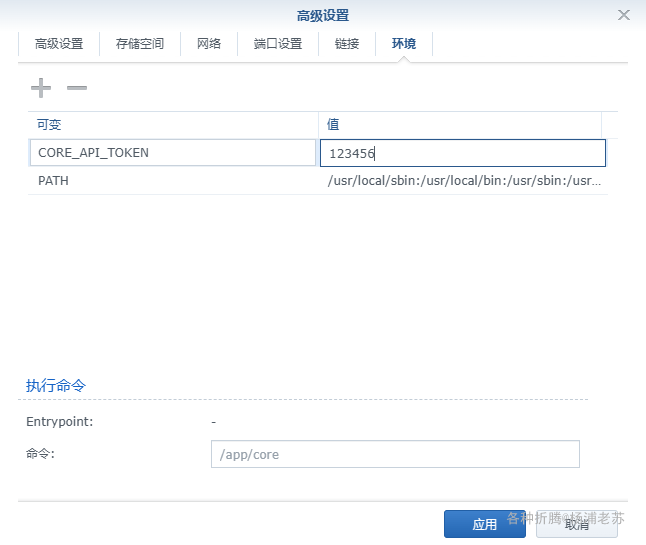 高级设置
高级设置 存储空间 网络 端口设置 链接 环境
可变 值
CORE_API_TOKEN 123456
PATH /usr/local/sbin:/usr/local/bin:/usr/sbin:/usr...
执行命令
Entrypoint: -
命令: /app/core
应用 取消
各种折腾@杨浦老苏